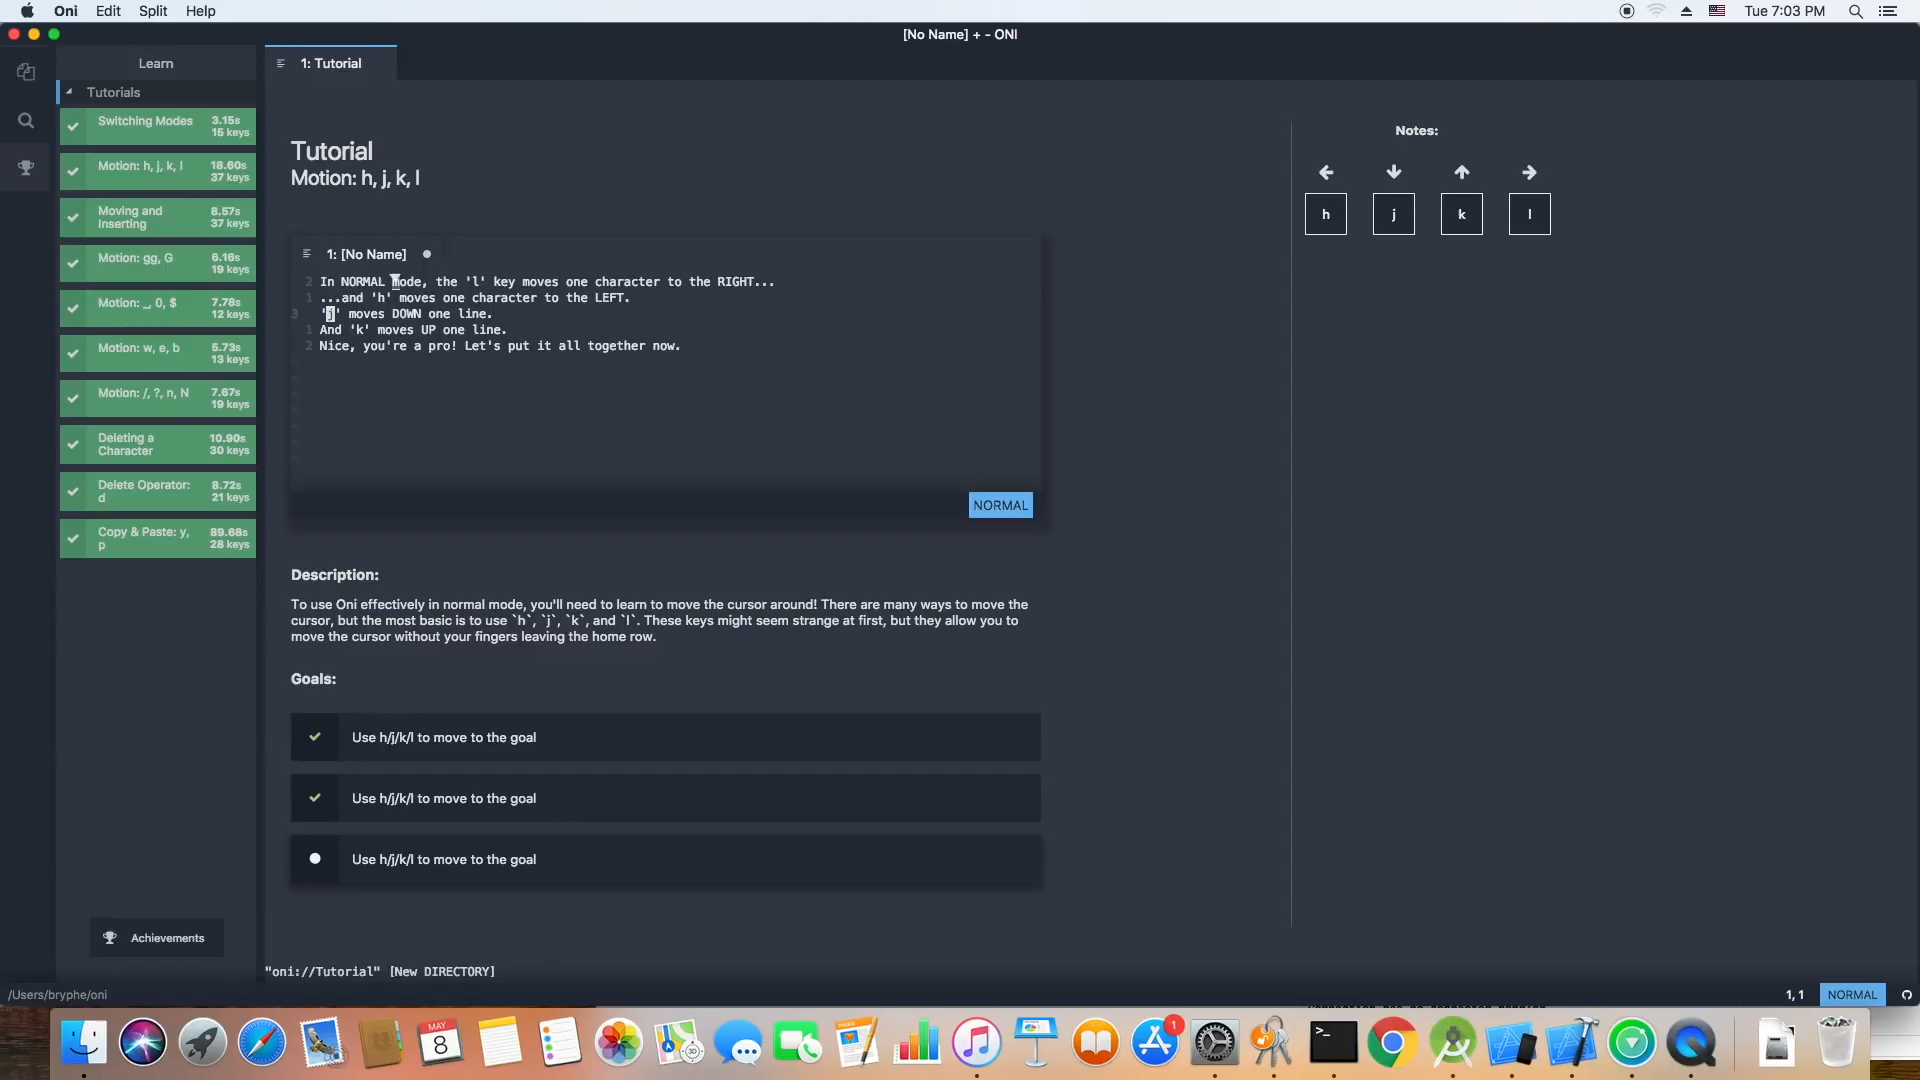 Oni Edit Split Help Tue 7:03 PM
[No Name] + - ONI
Learn
Tutorials
Switching Modes 3.15s
15 keys
Motion: h, j, k, l 18.60s
37 keys
Moving and 8.57s
Inserting 37 keys
Motion: gg, G 6.16s
19 keys
Motion: _, 0, $ 7.78s
12 keys
Motion: w, e, b 5.73s
13 keys
Motion: /, ?, n, N 7.67s
19 keys
Deleting a 10.90s
Character 30 keys
Delete Operator: 8.72s
d 21 keys
Copy & Paste: y, 89.68s
p 28 keys
Achievements
1: Tutorial
Tutorial
Motion: h, j, k, l
1: [No Name]
2 In NORMAL mode, the 'l' key moves one character to the RIGHT...
1 ...and 'h' moves one character to the LEFT.
3 'j' moves DOWN one line.
1 And 'k' moves UP one line.
2 Nice, you're a pro! Let's put it all together now.
NORMAL
Description:
To use Oni effectively in normal mode, you'll need to learn to move the cursor around! There are many ways to move the
cursor, but the most basic is to use `h`, `j`, `k`, and `l`. These keys might seem strange at first, but they allow you to
move the cursor without your fingers leaving the home row.
Goals:
Use h/j/k/l to move to the goal
Use h/j/k/l to move to the goal
Use h/j/k/l to move to the goal
Notes:
h j k l
"oni://Tutorial" [New DIRECTORY]
/Users/bryphe/oni 1, 1 NORMAL
MAY
8
3D
PAGES
1
>_